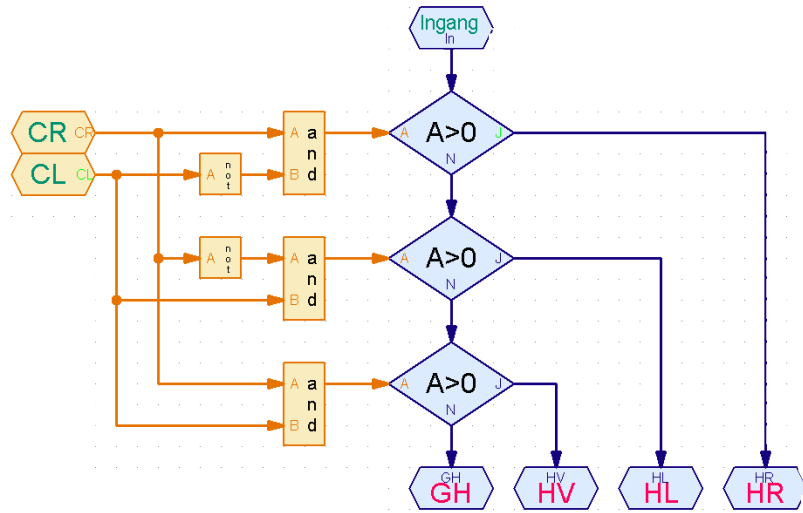 Ingang
In
CR CR
CL CL
A and
B
A not
A>0
A J
N
A not
A and
B
A>0
A J
N
A and
B
A>0
A J
N
GH
GH
HV
HV
HL
HL
HR
HR